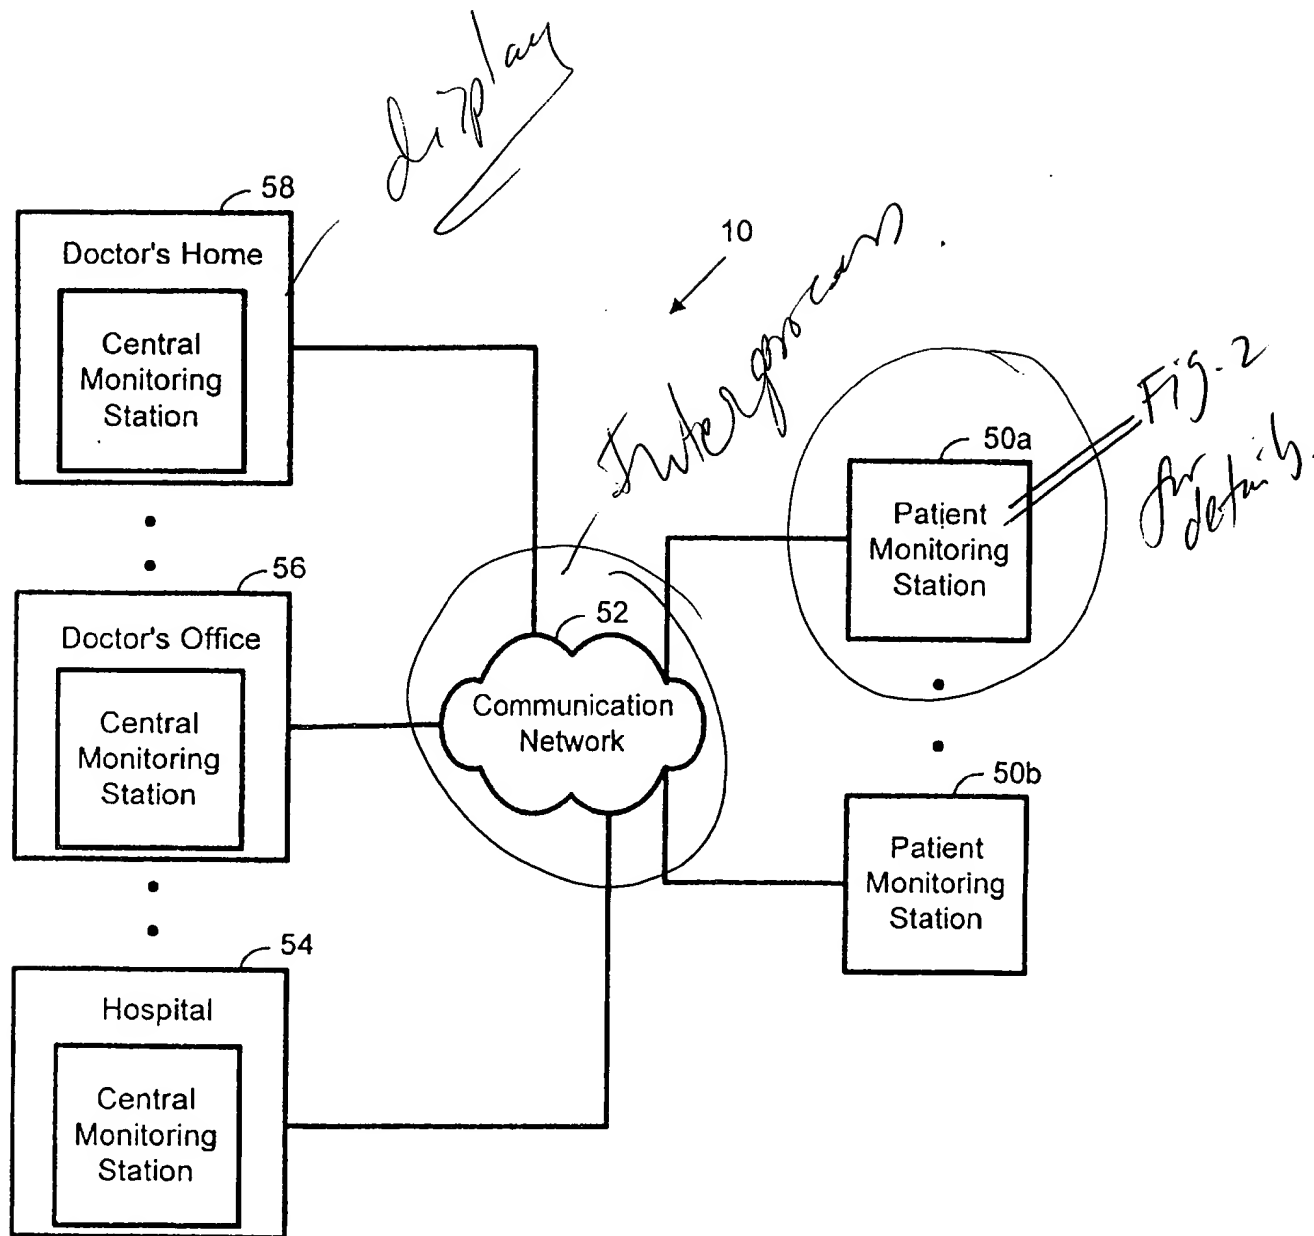 display
58
Doctor's Home
Central
Monitoring
Station
10
Fig. 2
for
details.
50a
Patient
Monitoring
Station
56
Doctor's Office
Central
Monitoring
Station
52
Communication
Network
50b
Patient
Monitoring
Station
54
Hospital
Central
Monitoring
Station